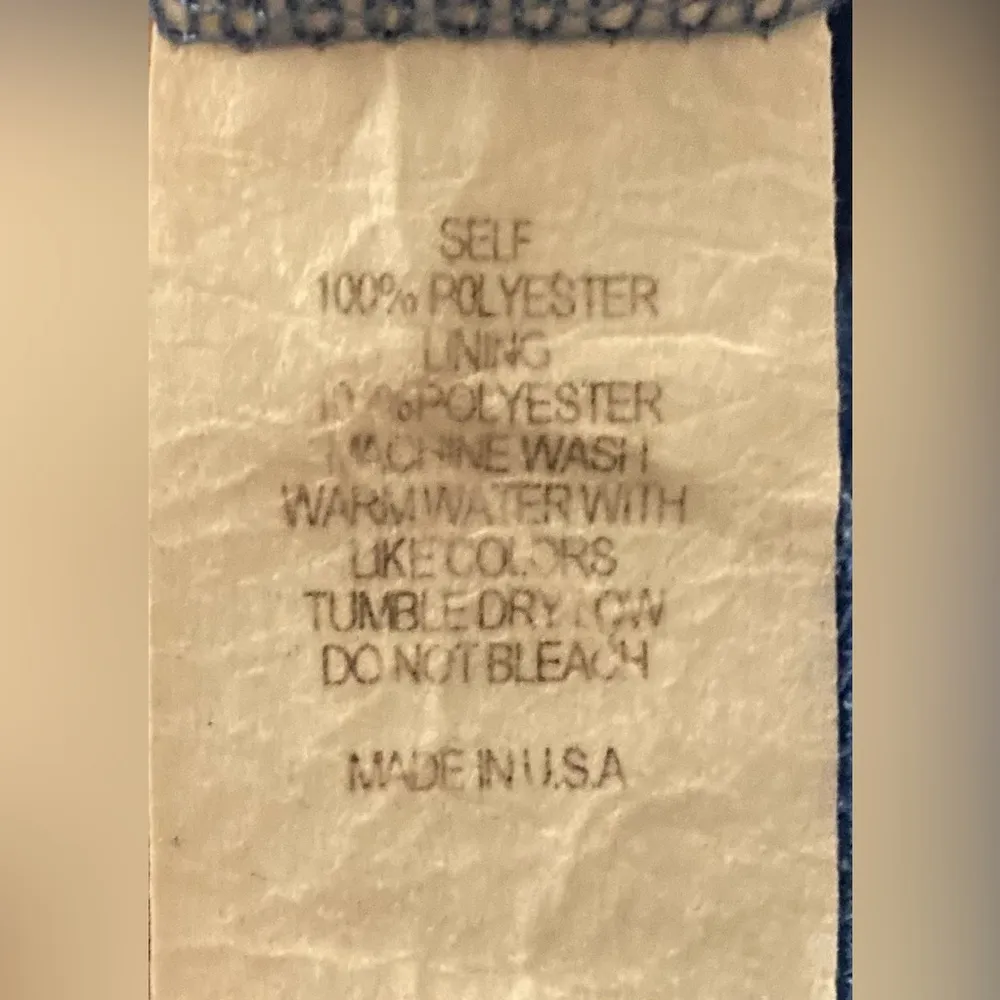 SELF
100% POLYESTER
LINING
100% POLYESTER
MACHINE WASH
WARM WATER WITH
LIKE COLORS
TUMBLE DRY LOW
DO NOT BLEACH
MADE IN U.S.A